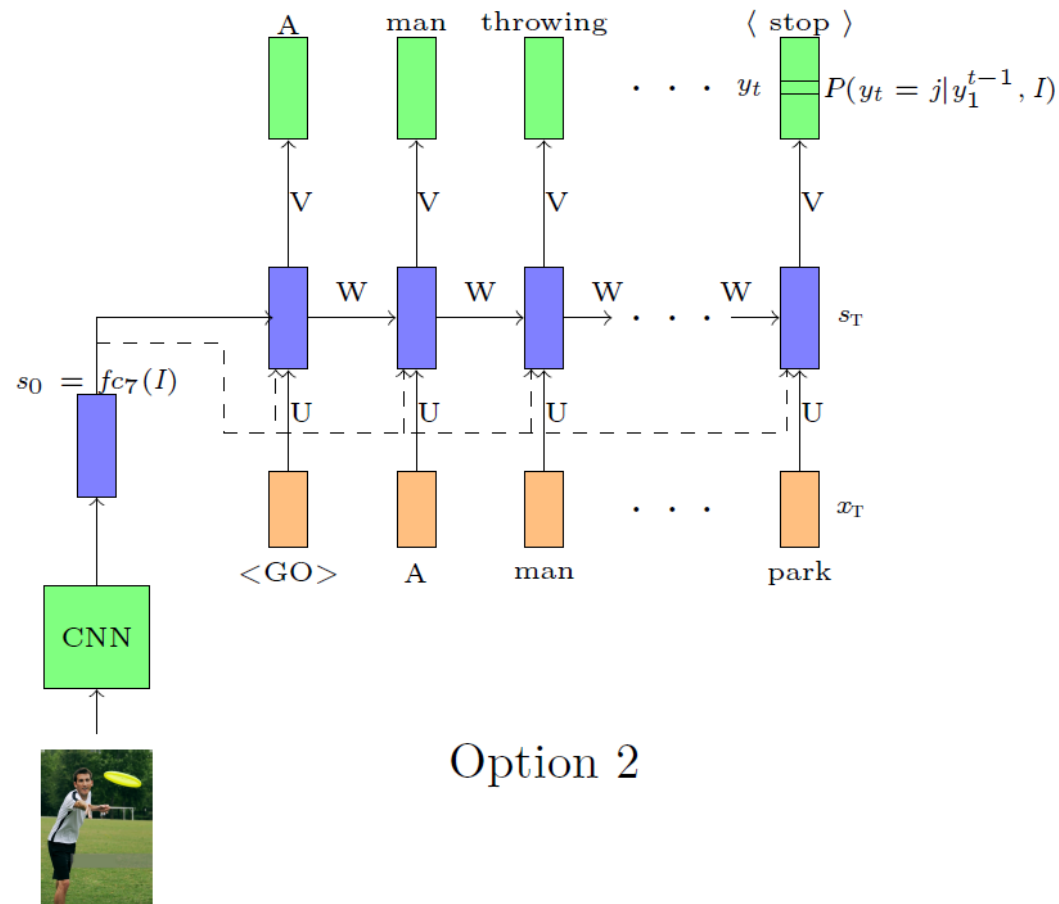 A man throwing ⟨ stop ⟩
. . . y_t P(y_t = j|y_1^{t−1}, I)
V V V V
W W W W
. . . s_T
s_0 = fc_7(I)
U U U U
. . . x_T
<GO> A man park
CNN
Option 2